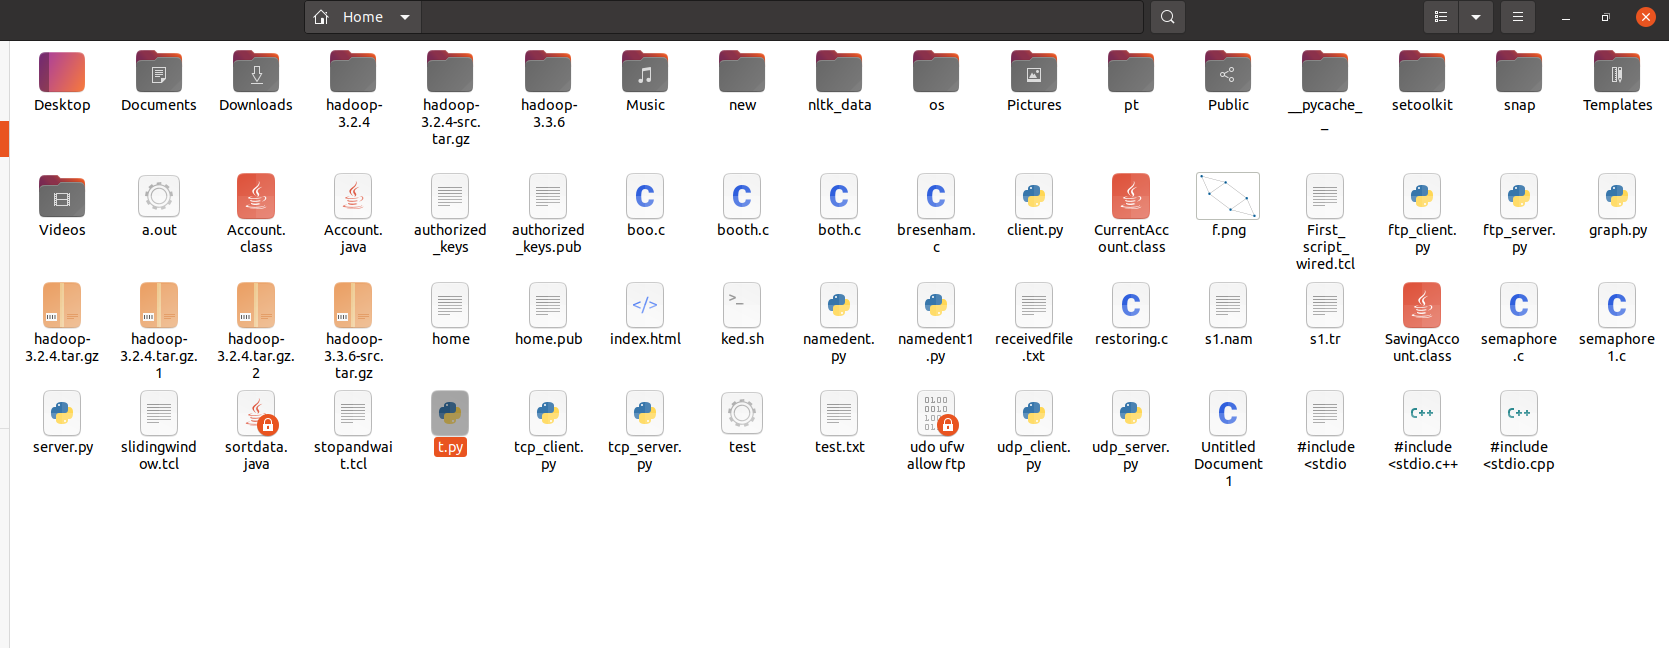 Home
Desktop
Documents
Downloads
hadoop-
3.2.4
hadoop-
3.2.4-src.
tar.gz
hadoop-
3.3.6
Music
new
nltk_data
os
Pictures
pt
Public
__pycache_
_
setoolkit
snap
Templates
Videos
a.out
Account.
class
Account.
java
authorized
_keys
authorized
_keys.pub
boo.c
booth.c
both.c
bresenham.
c
client.py
CurrentAcc
ount.class
f.png
First_
script_
wired.tcl
ftp_client.
py
ftp_server.
py
graph.py
hadoop-
3.2.4.tar.gz
hadoop-
3.2.4.tar.gz.
1
hadoop-
3.2.4.tar.gz.
2
hadoop-
3.3.6-src.
tar.gz
home
home.pub
index.html
ked.sh
namedent.
py
namedent1
.py
receivedfile
.txt
restoring.c
s1.nam
s1.tr
SavingAcco
unt.class
semaphore
.c
semaphore
1.c
server.py
slidingwind
ow.tcl
sortdata.
java
stopandwai
t.tcl
t.py
tcp_client.
py
tcp_server.
py
test
test.txt
udo ufw
allow ftp
udp_client.
py
udp_server.
py
Untitled
Document
1
#include
<stdio
#include
<stdio.c++
#include
<stdio.cpp